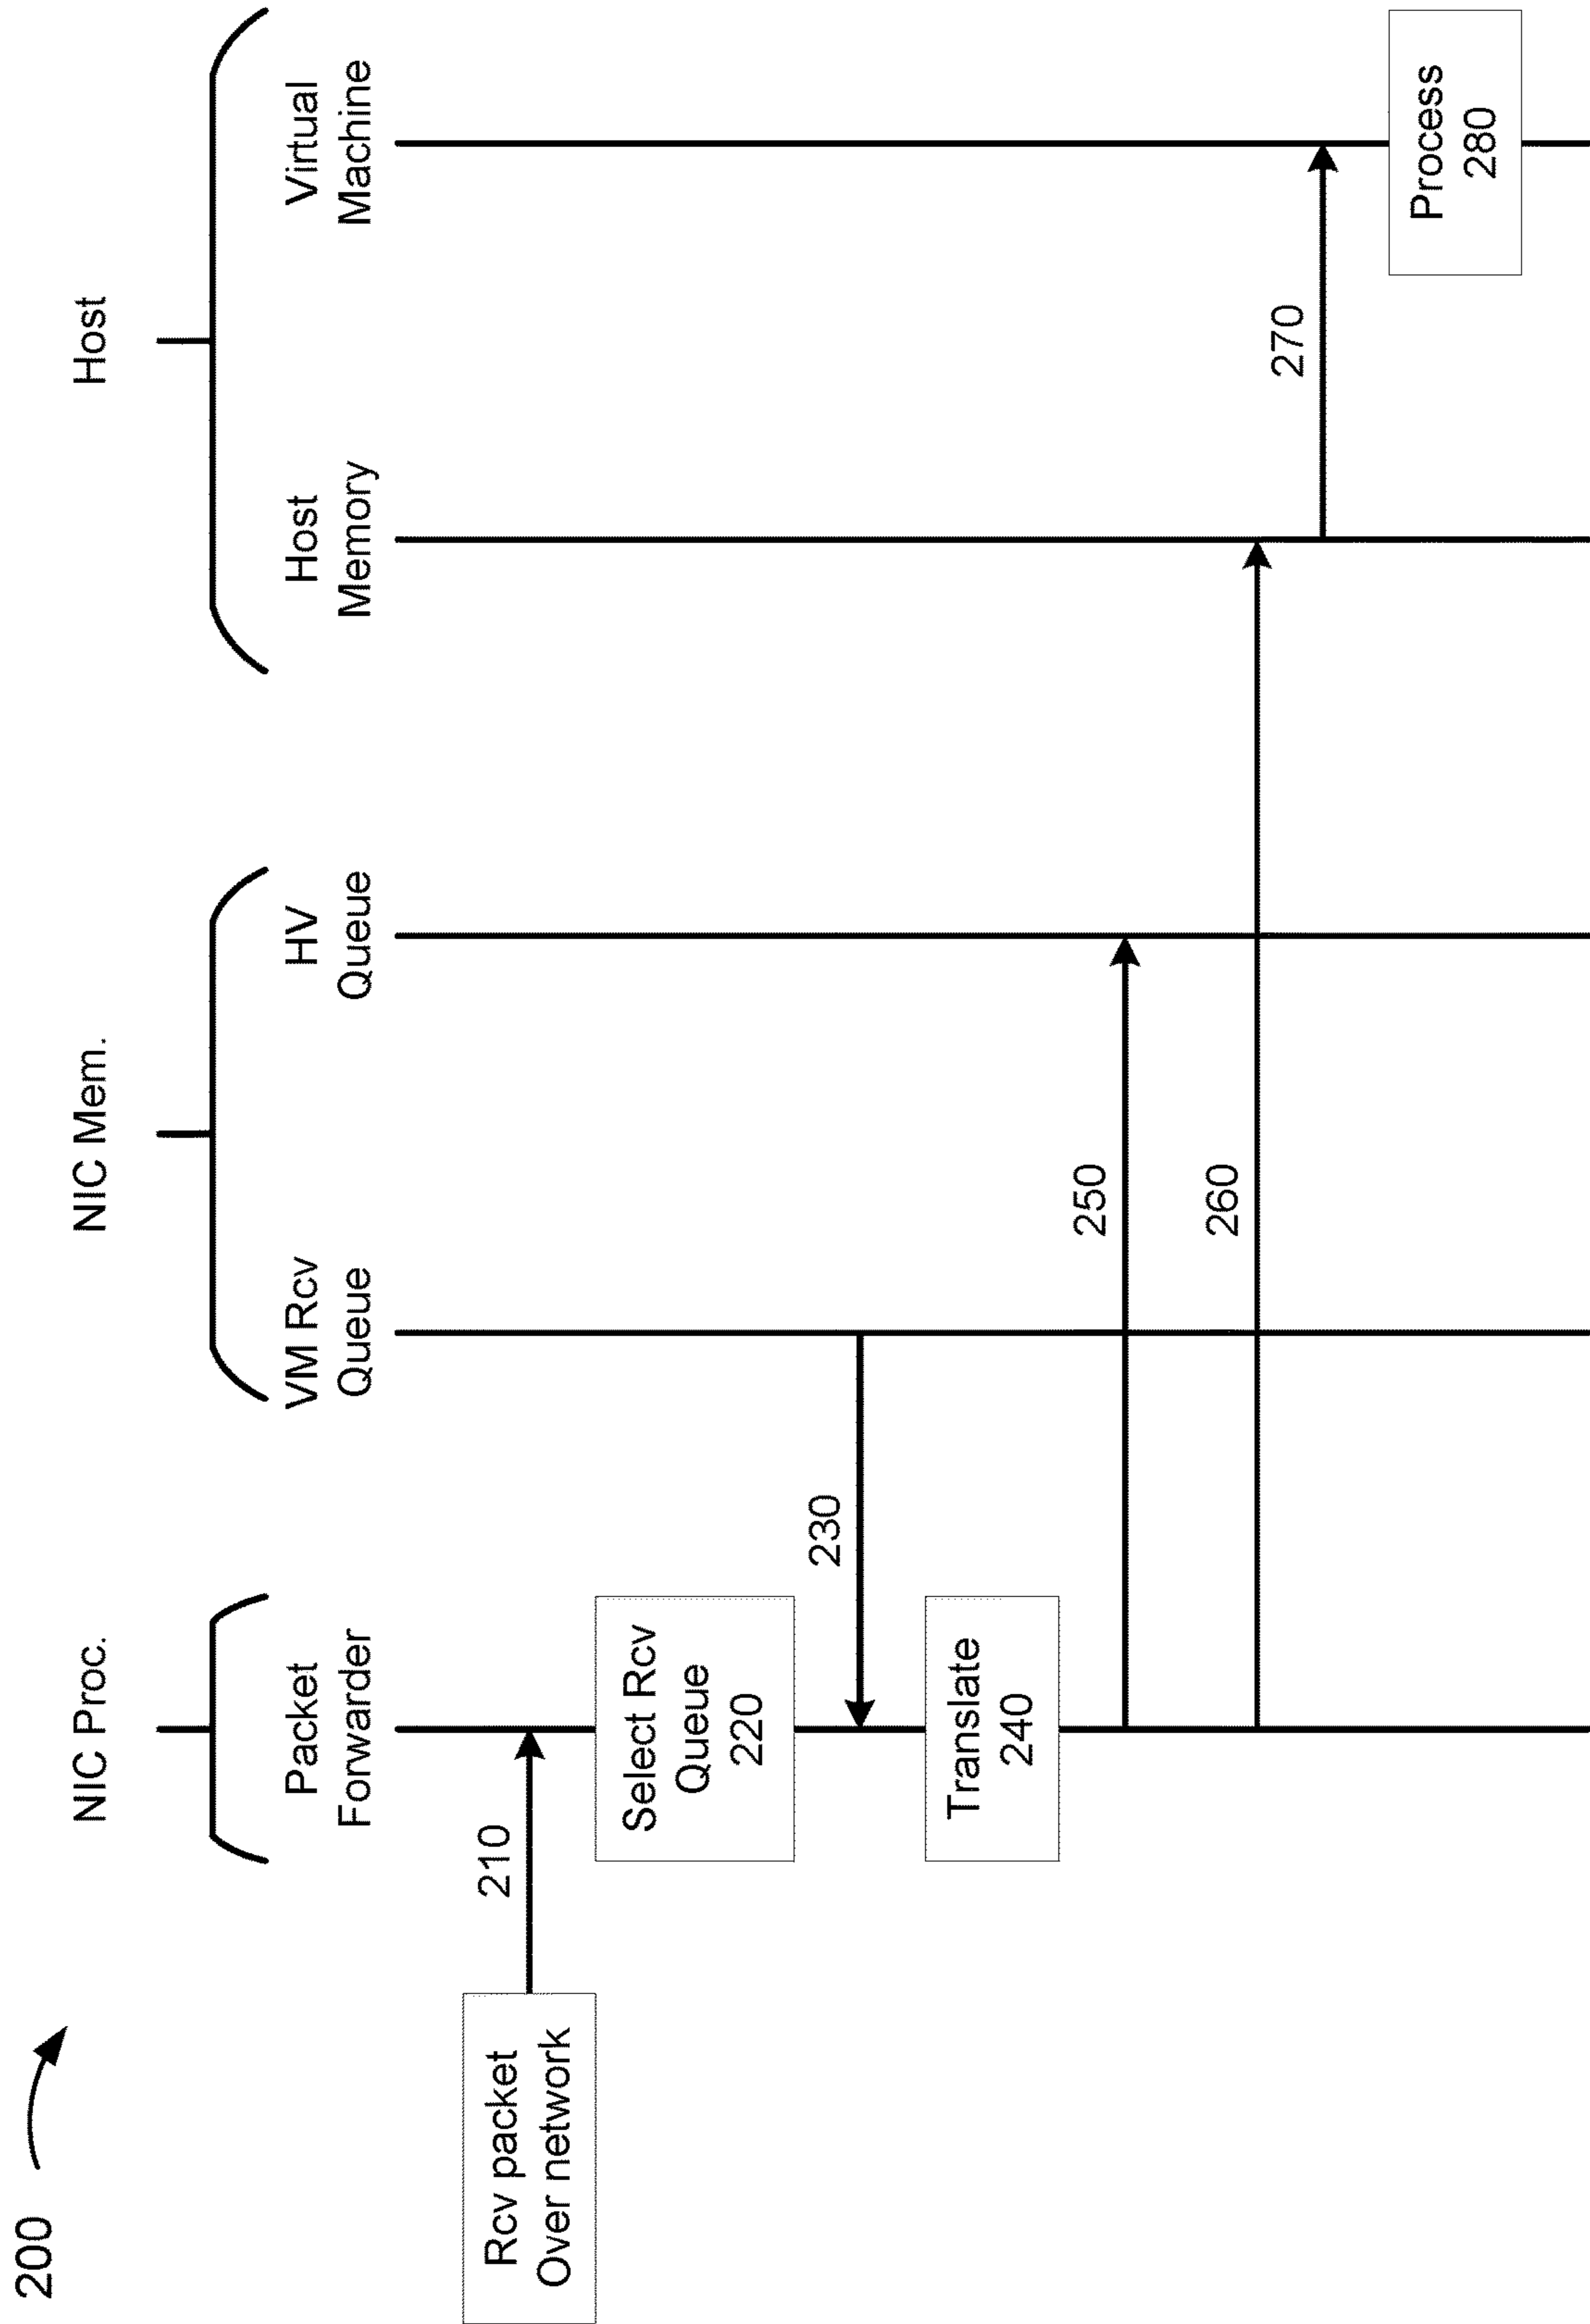 200
NIC Proc.
NIC Mem.
Host
Packet
Forwarder
VM Rcv
Queue
HV
Queue
Host
Memory
Virtual
Machine
Rcv packet
Over network
210
Select Rcv
Queue
220
230
Translate
240
250
260
270
Process
280